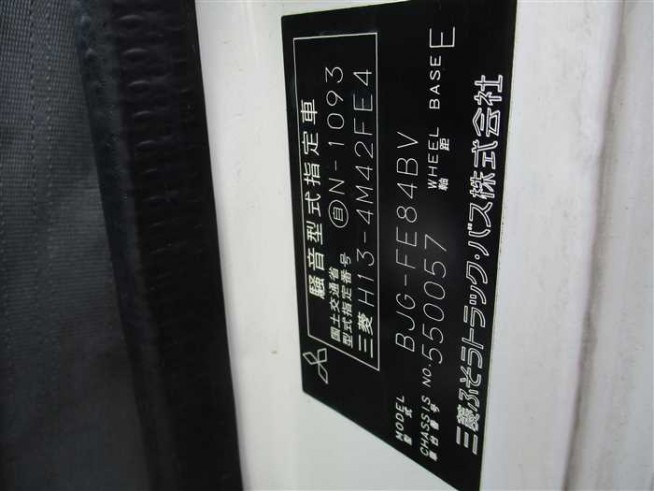 騒音型式指定車
国土交通省 自 N-1093
型式指定番号
三菱 H13-4M42FE4
MODEL BJG-FE84BV
型式
CHASSIS NO. 550057 WHEEL BASE E
車台番号 軸距
三菱ふそうトラック・バス株式会社